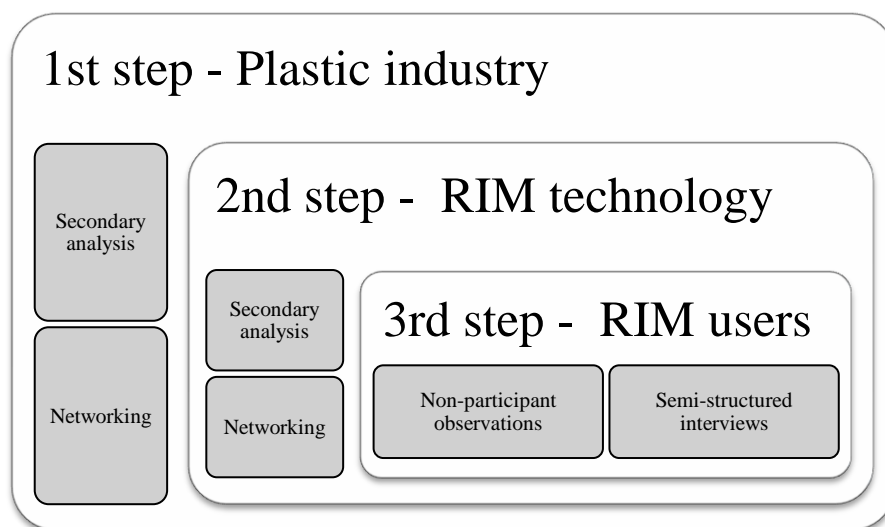 1st step - Plastic industry
Secondary
analysis
Networking
2nd step -  RIM technology
Secondary
analysis
Networking
3rd step -  RIM users
Non-participant
observations
Semi-structured
interviews